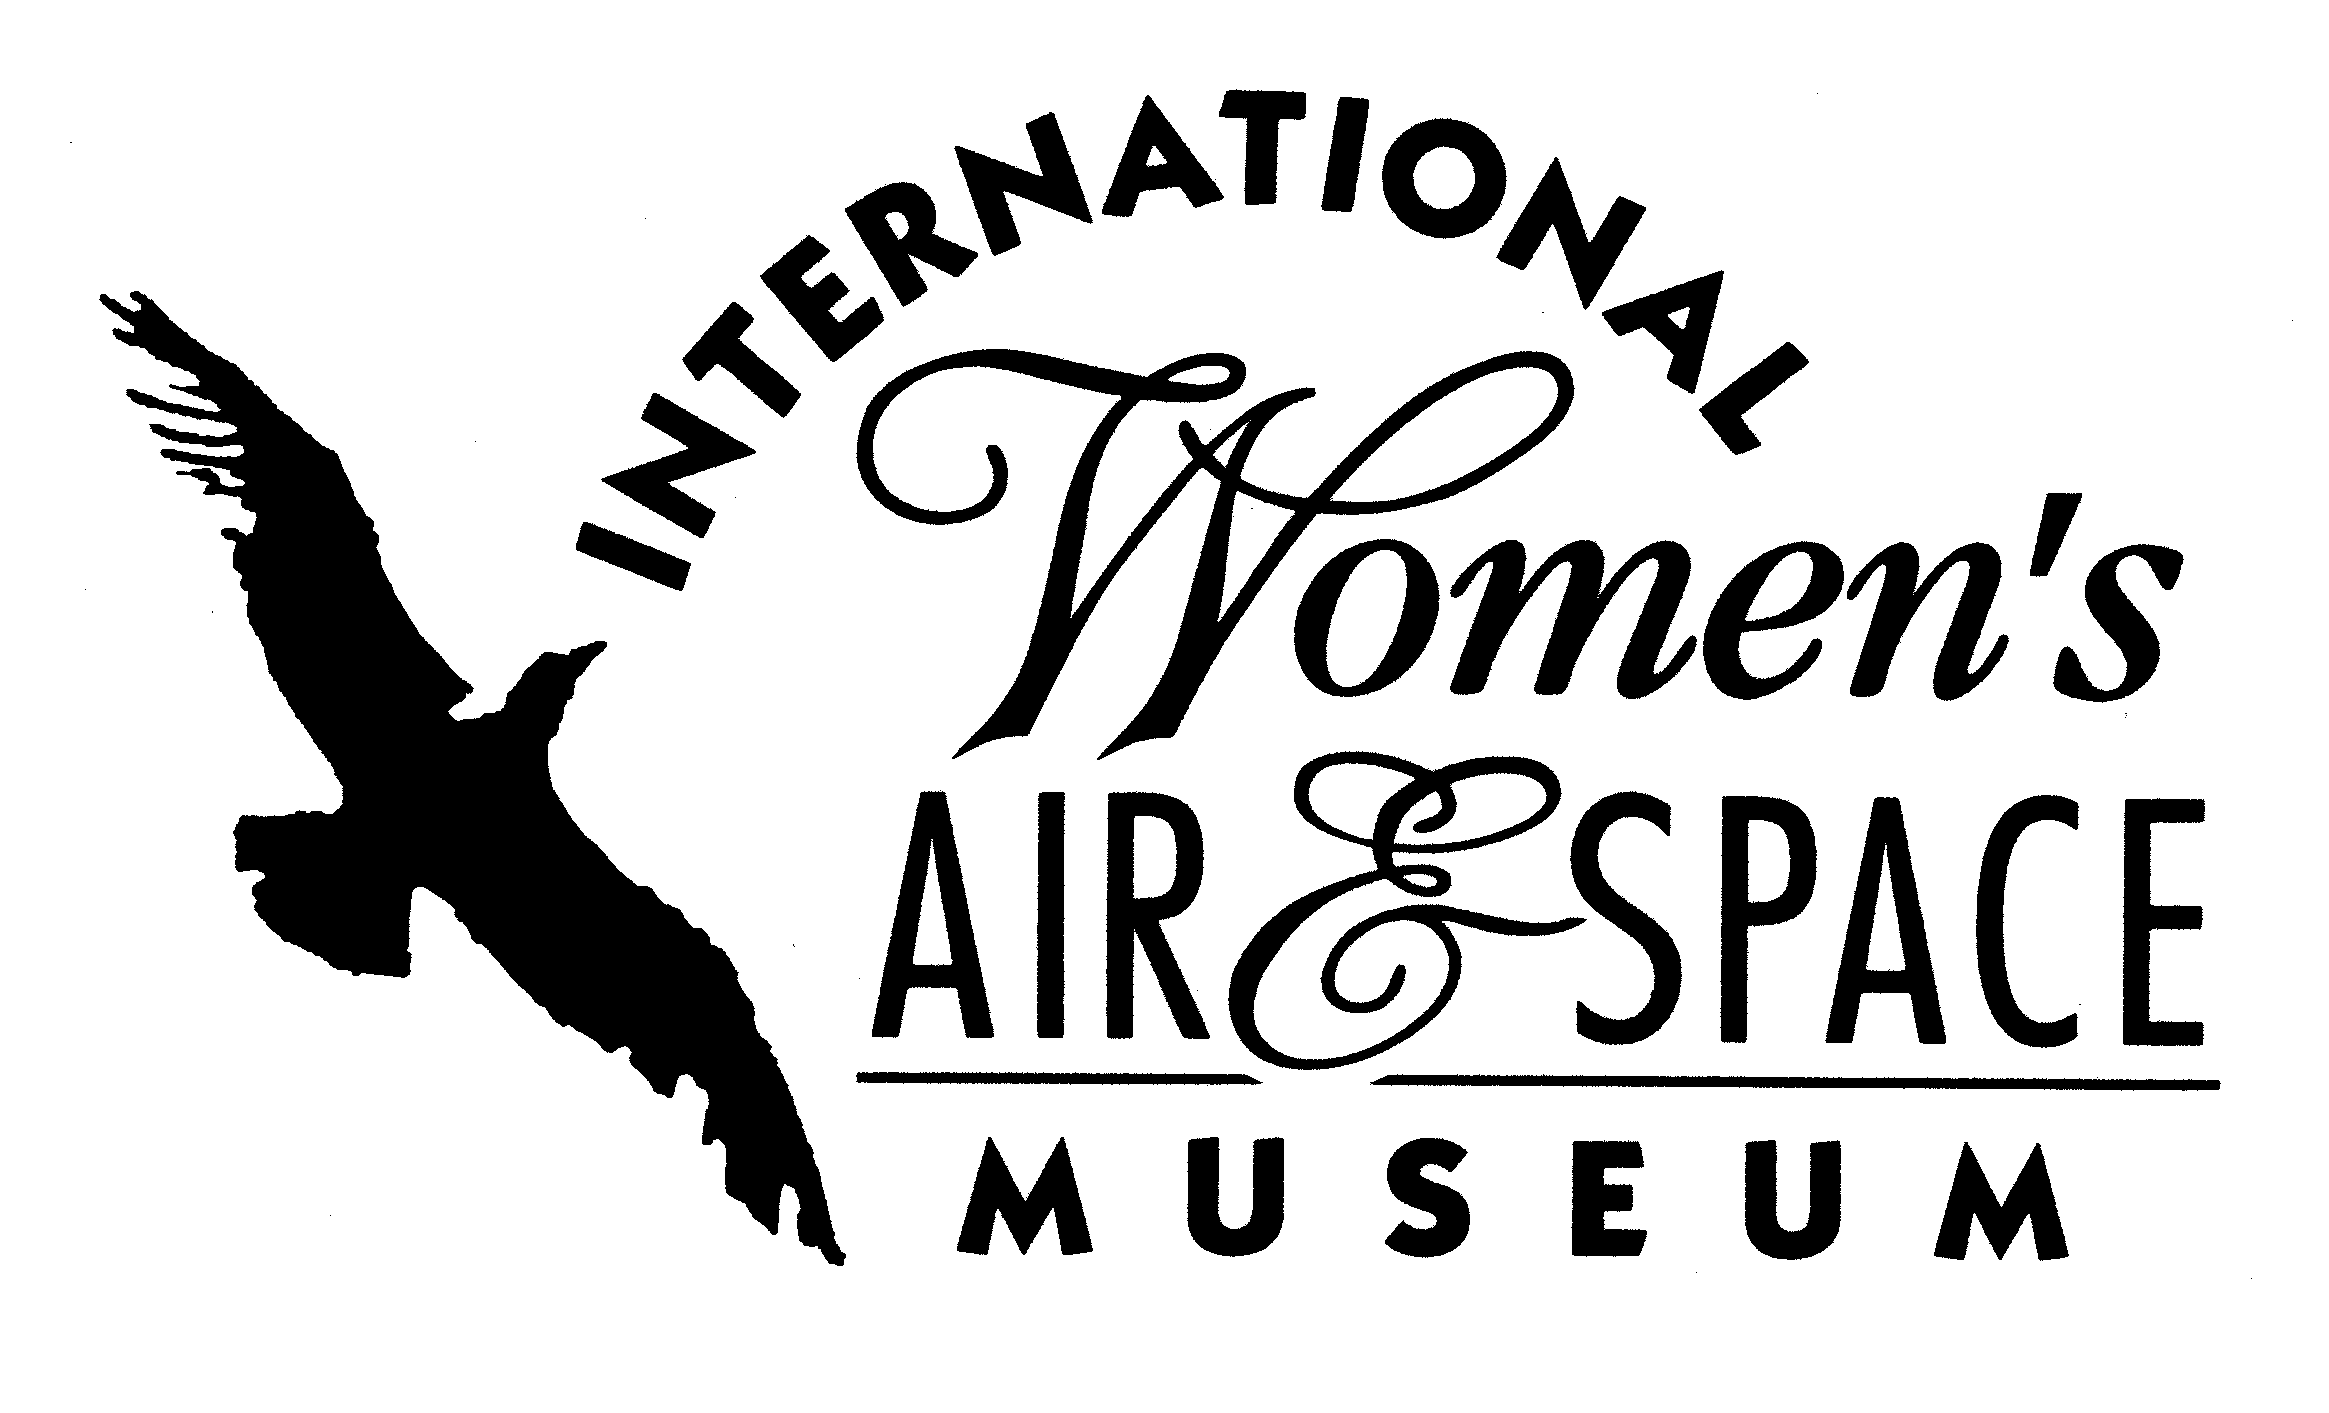 INTERNATIONAL
Women's
AIR & SPACE
MUSEUM